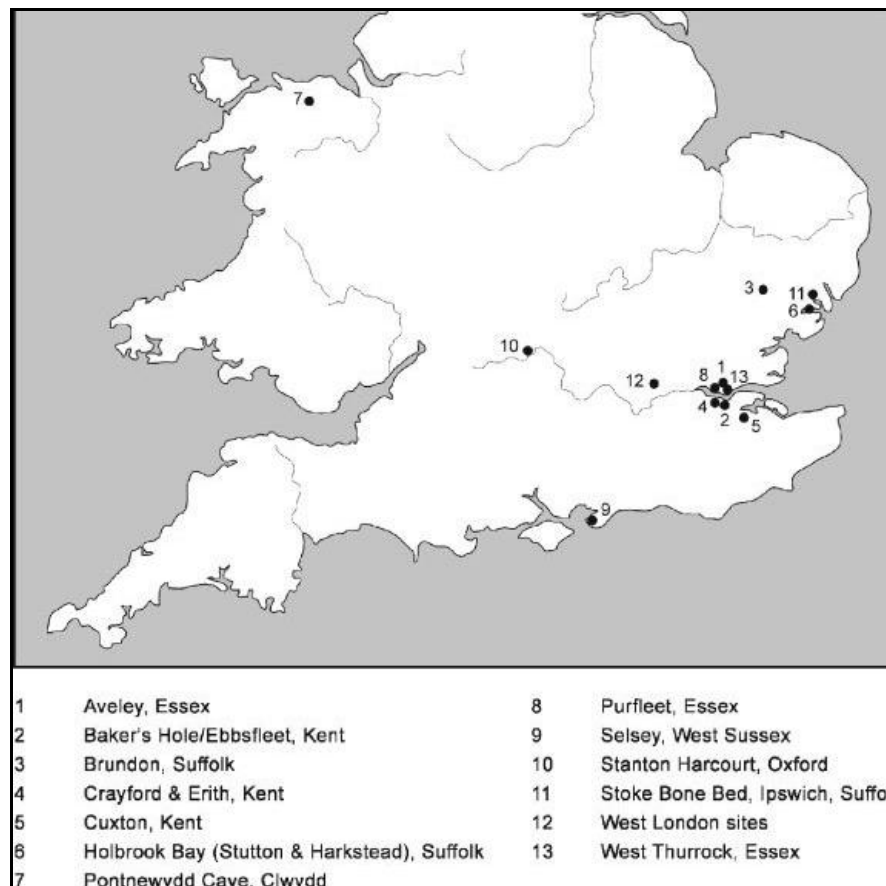 7
3
11
6
10
12
1
8
13
4
2
5
9
1 Aveley, Essex
2 Baker's Hole/Ebbsfleet, Kent
3 Brundon, Suffolk
4 Crayford & Erith, Kent
5 Cuxton, Kent
6 Holbrook Bay (Stutton & Harkstead), Suffolk
7 Pontnewydd Cave, Clwydd
8 Purfleet, Essex
9 Selsey, West Sussex
10 Stanton Harcourt, Oxford
11 Stoke Bone Bed, Ipswich, Suffo
12 West London sites
13 West Thurrock, Essex